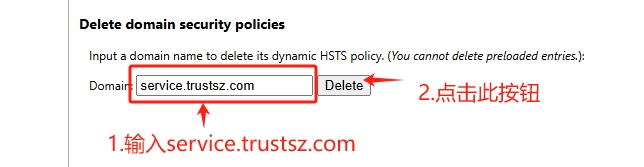 Delete domain security policies
Input a domain name to delete its dynamic HSTS policy. (You cannot delete preloaded entries.):
Domain: service.trustsz.com Delete
2.点击此按钮
1.输入service.trustsz.com